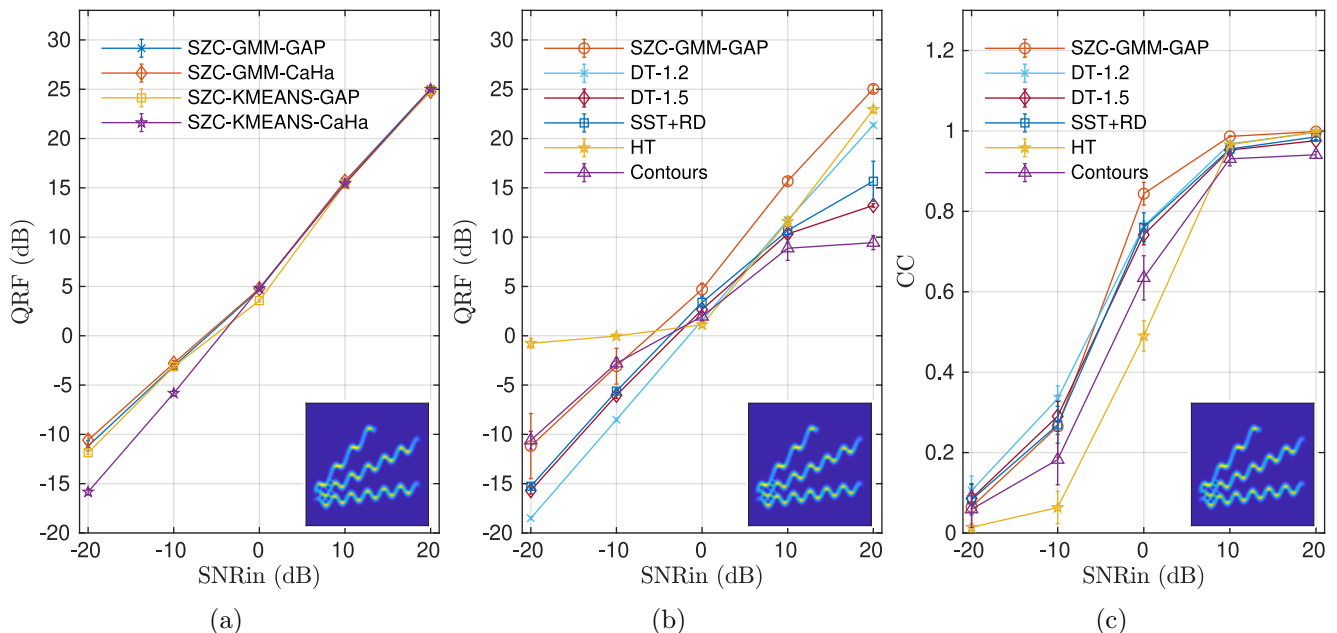 30
25
20
15
10
5
0
-5
-10
-15
-20
-20
-10
0
10
20
QRF (dB)
SNRin (dB)
SZC-GMM-GAP
SZC-GMM-CaHa
SZC-KMEANS-GAP
SZC-KMEANS-CaHa
(a)
30
25
20
15
10
5
0
-5
-10
-15
-20
-20
-10
0
10
20
QRF (dB)
SNRin (dB)
SZC-GMM-GAP
DT-1.2
DT-1.5
SST+RD
HT
Contours
(b)
1.2
1
0.8
0.6
0.4
0.2
0
-20
-10
0
10
20
CC
SNRin (dB)
SZC-GMM-GAP
DT-1.2
DT-1.5
SST+RD
HT
Contours
(c)